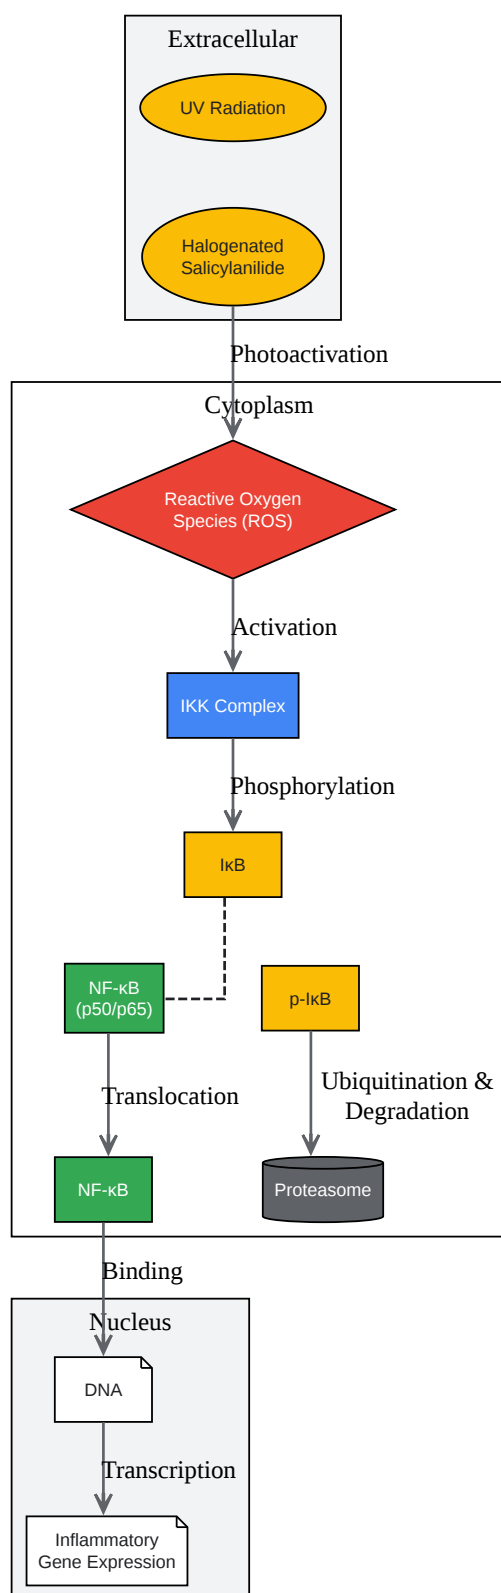 Extracellular
UV Radiation
Halogenated
Salicylanilide
Photoactivation
Cytoplasm
Reactive Oxygen
Species (ROS)
Activation
IKK Complex
Phosphorylation
IκB
NF-κB
(p50/p65)
p-IκB
Translocation
Ubiquitination &
Degradation
NF-κB
Proteasome
Binding
Nucleus
DNA
Transcription
Inflammatory
Gene Expression